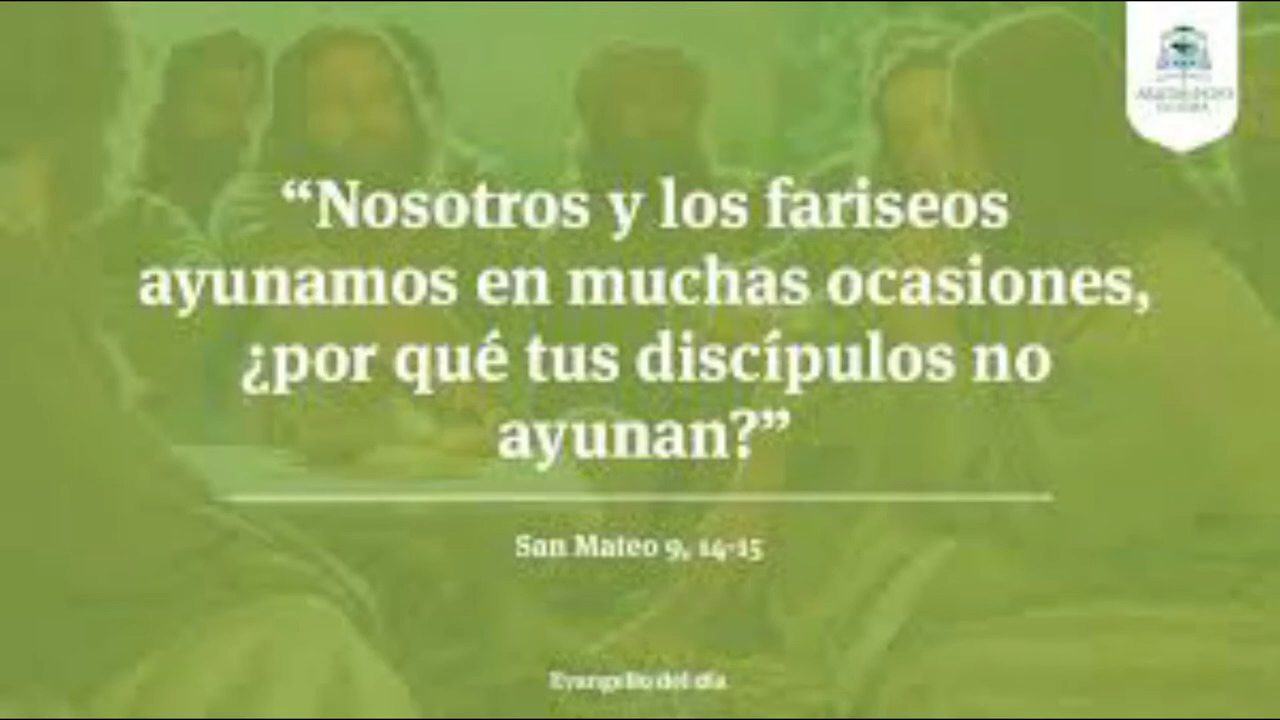 “Nosotros y los fariseos
ayunamos en muchas ocasiones,
¿por qué tus discípulos no
ayunan?”
San Mateo 9, 14-15
Evangelio del día